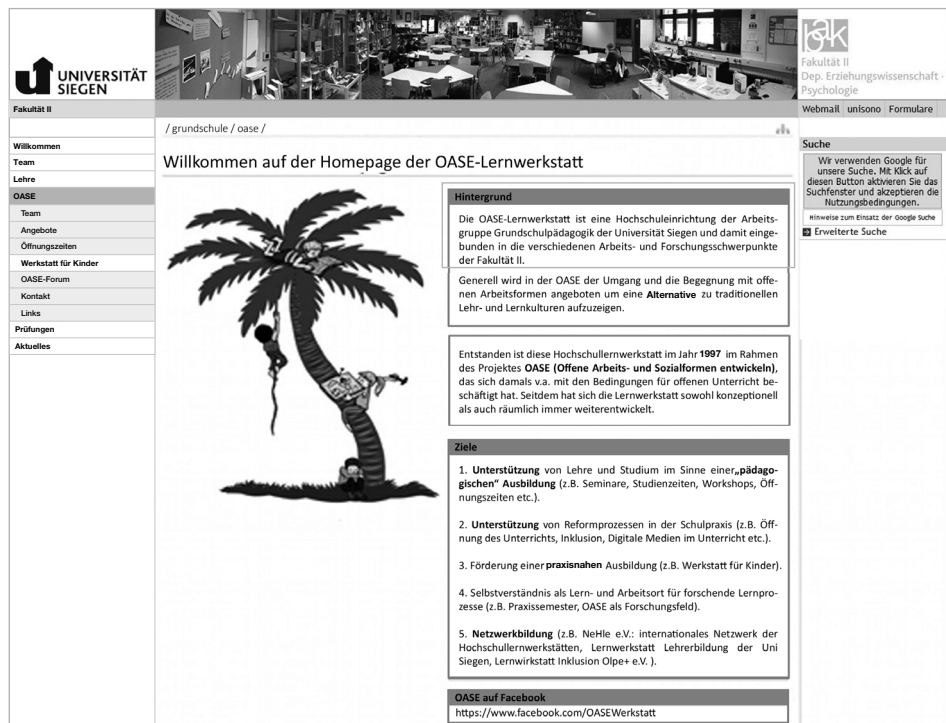 UNIVERSITÄT
SIEGEN
Fakultät II
Dep. Erziehungswissenschaft -
Psychologie
Fakultät II
Webmail unisono Formulare
Willkommen
Team
Lehre
OASE
Team
Angebote
Öffnungszeiten
Werkstatt für Kinder
OASE-Forum
Kontakt
Links
Prüfungen
Aktuelles
/ grundschule / oase /
Willkommen auf der Homepage der OASE-Lernwerkstatt
Hintergrund
Die OASE-Lernwerkstatt ist eine Hochschuleinrichtung der Arbeits-
gruppe Grundschulpädagogik der Universität Siegen und damit einge-
bunden in die verschiedenen Arbeits- und Forschungsschwerpunkte
der Fakultät II.
Generell wird in der OASE der Umgang und die Begegnung mit offe-
nen Arbeitsformen angeboten um eine Alternative zu traditionellen
Lehr- und Lernkulturen aufzuzeigen.
Entstanden ist diese Hochschullernwerkstatt im Jahr 1997 im Rahmen
des Projektes OASE (Offene Arbeits- und Sozialformen entwickeln),
das sich damals v.a. mit den Bedingungen für offenen Unterricht be-
schäftigt hat. Seitdem hat sich die Lernwerkstatt sowohl konzeptionell
als auch räumlich immer weiterentwickelt.
Ziele
1. Unterstützung von Lehre und Studium im Sinne einer„pädago-
gischen“ Ausbildung (z.B. Seminare, Studienzeiten, Workshops, Öff-
nungszeiten etc.).
2. Unterstützung von Reformprozessen in der Schulpraxis (z.B. Öff-
nung des Unterrichts, Inklusion, Digitale Medien im Unterricht etc.).
3. Förderung einer praxisnahen Ausbildung (z.B. Werkstatt für Kinder).
4. Selbstverständnis als Lern- und Arbeitsort für forschende Lernpro-
zesse (z.B. Praxissemester, OASE als Forschungsfeld).
5. Netzwerkbildung (z.B. NeHle e.V.: internationales Netzwerk der
Hochschullernwerkstätten, Lernwerkstatt Lehrerbildung der Uni
Siegen, Lernwirkstatt Inklusion Olpe+ e.V. ).
OASE auf Facebook
https://www.facebook.com/OASEWerkstatt
Suche
Wir verwenden Google für
unsere Suche. Mit Klick auf
diesen Button aktivieren Sie das
Suchfenster und akzeptieren die
Nutzungsbedingungen.
Hinweise zum Einsatz der Google Suche
Erweiterte Suche